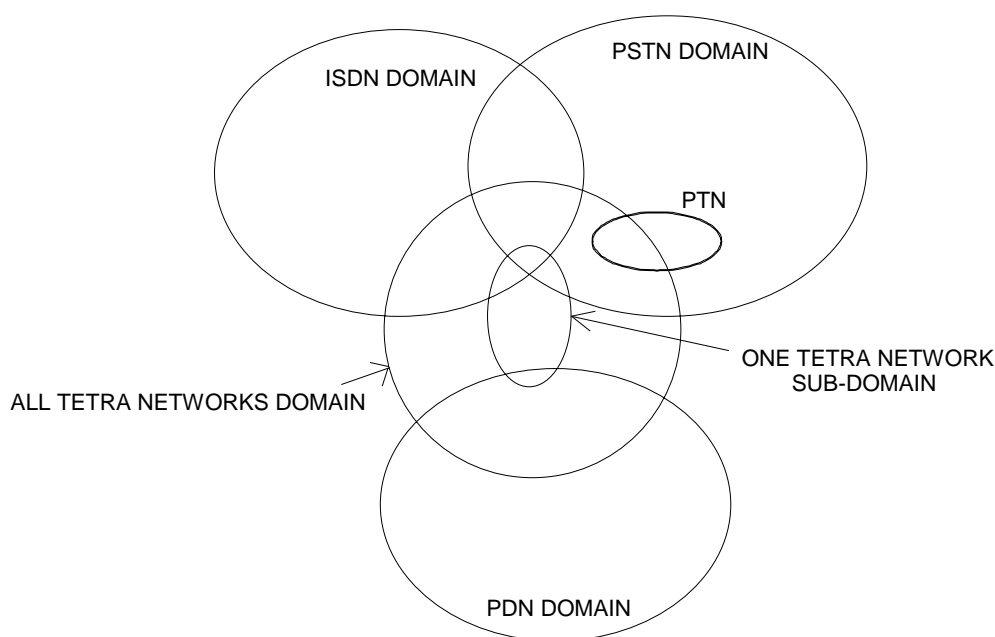 PSTN DOMAIN
ISDN DOMAIN
PTN
ONE TETRA NETWORK
SUB-DOMAIN
ALL TETRA NETWORKS DOMAIN
PDN DOMAIN